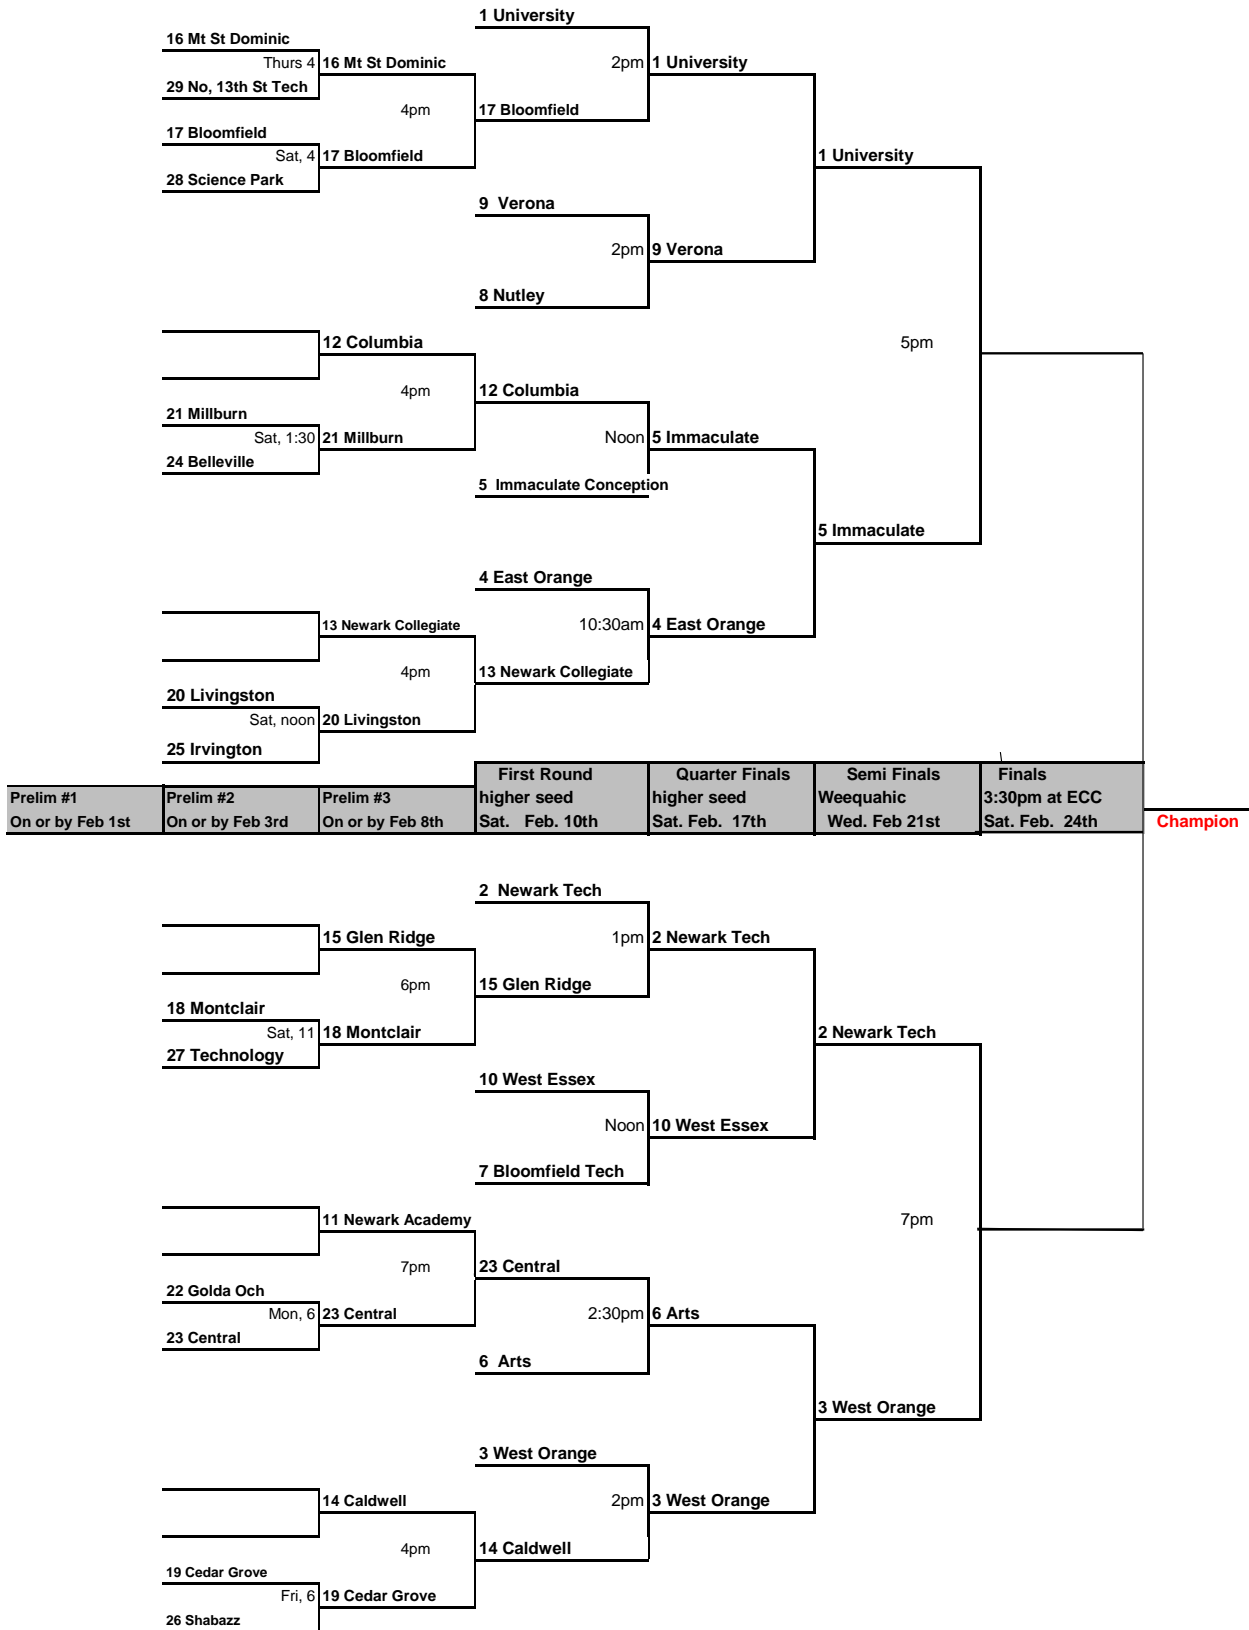 1 University
16 Mt St Dominic
Thurs 4 16 Mt St Dominic 2pm 1 University
29 No, 13th St Tech
4pm 17 Bloomfield
17 Bloomfield
Sat, 4 17 Bloomfield 1 University
28 Science Park
9 Verona
2pm 9 Verona
8 Nutley
12 Columbia 5pm
4pm 12 Columbia
21 Millburn
Sat, 1:30 21 Millburn Noon 5 Immaculate
24 Belleville
5 Immaculate Conception
5 Immaculate
4 East Orange
13 Newark Collegiate 10:30am 4 East Orange
4pm 13 Newark Collegiate
20 Livingston
Sat, noon 20 Livingston
25 Irvington
First Round Quarter Finals Semi Finals Finals
Prelim #1 Prelim #2 Prelim #3 higher seed higher seed Weequahic 3:30pm at ECC
On or by Feb 1st On or by Feb 3rd On or by Feb 8th Sat. Feb. 10th Sat. Feb. 17th Wed. Feb 21st Sat. Feb. 24th Champion
2 Newark Tech
15 Glen Ridge 1pm 2 Newark Tech
6pm 15 Glen Ridge
18 Montclair
Sat, 11 18 Montclair 2 Newark Tech
27 Technology
10 West Essex
Noon 10 West Essex
7 Bloomfield Tech
11 Newark Academy 7pm
7pm 23 Central
22 Golda Och
Mon, 6 23 Central 2:30pm 6 Arts
23 Central
6 Arts
3 West Orange
3 West Orange
14 Caldwell 2pm 3 West Orange
4pm 14 Caldwell
19 Cedar Grove
Fri, 6 19 Cedar Grove
26 Shabazz